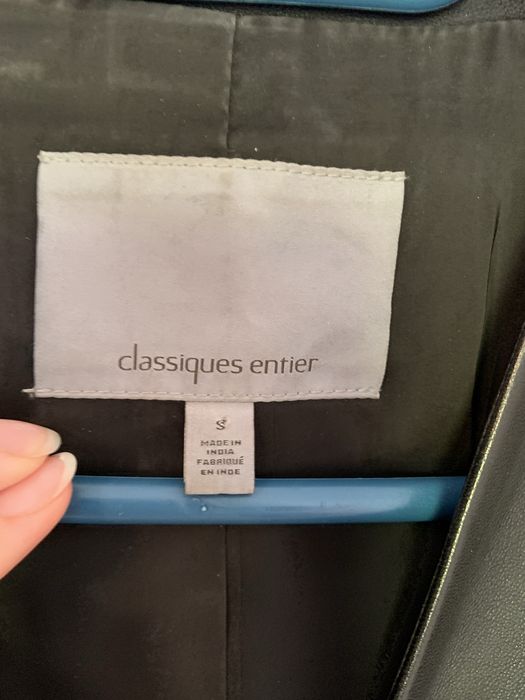 classiques entier
S
MADE IN
INDIA
FABRIQUÉ
EN INDE